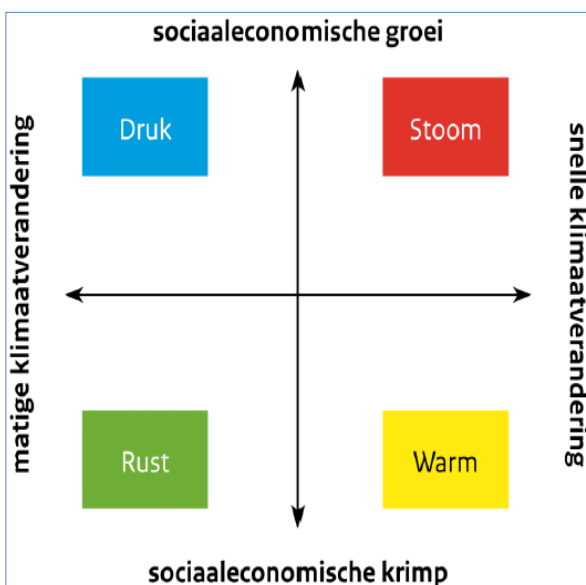 sociaaleconomische groei
Druk
Stoom
matige klimaatverandering
snelle klimaatverandering
Rust
Warm
sociaaleconomische krimp